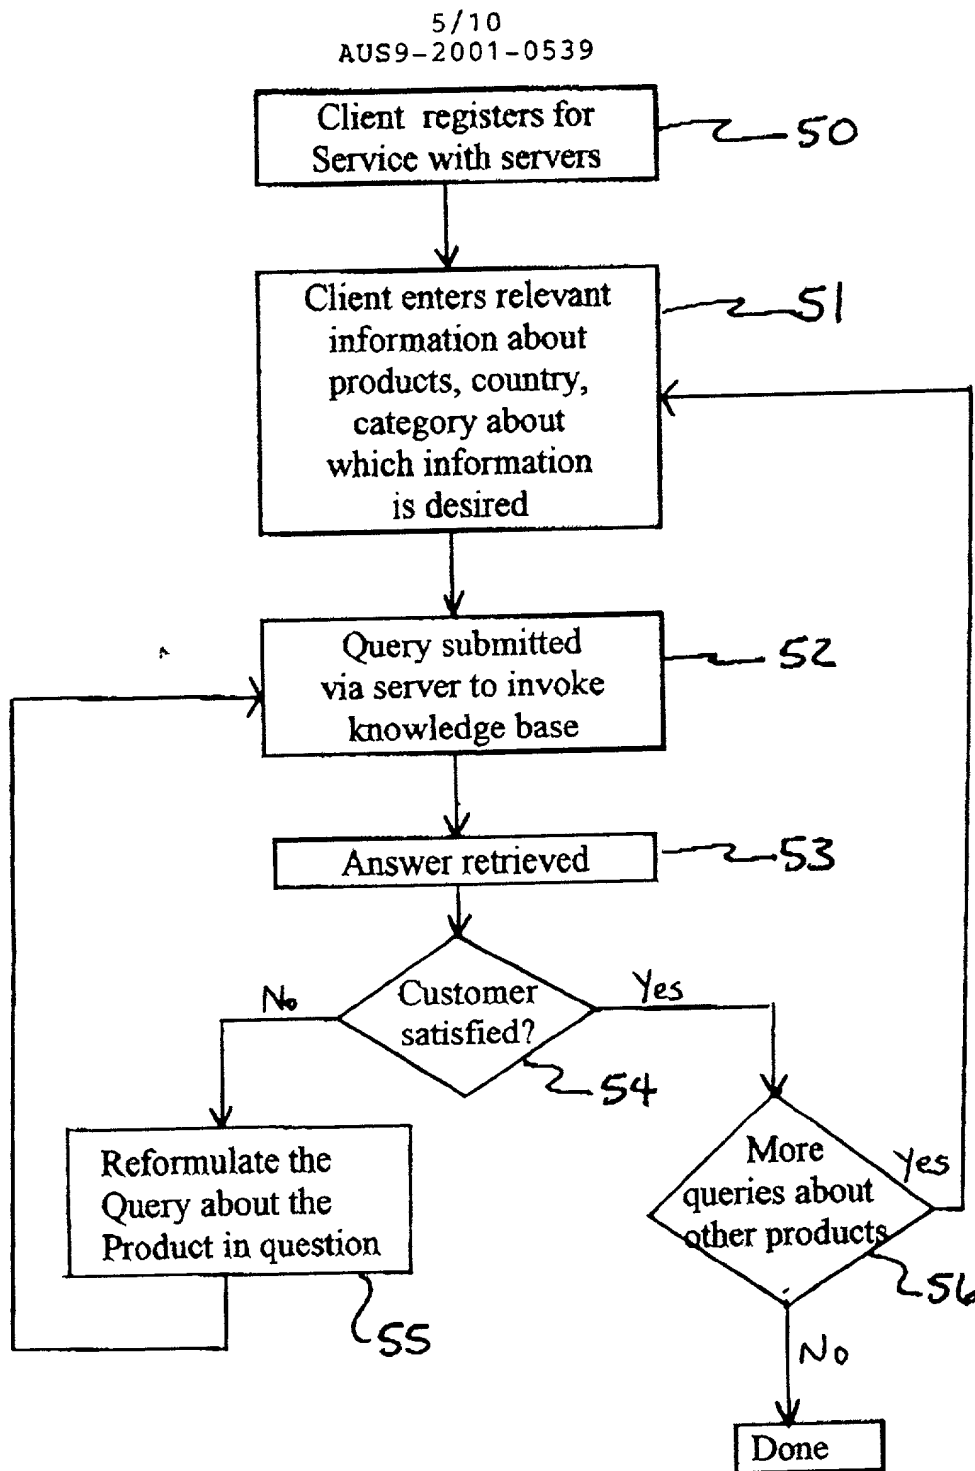 5/10
AUS9-2001-0539
Client registers for
Service with servers
50
Client enters relevant
information about
products, country,
category about
which information
is desired
51
Query submitted
via server to invoke
knowledge base
52
Answer retrieved
53
Customer
satisfied?
No
Yes
54
Reformulate the
Query about the
Product in question
55
More
queries about
other products
Yes
56
No
Done